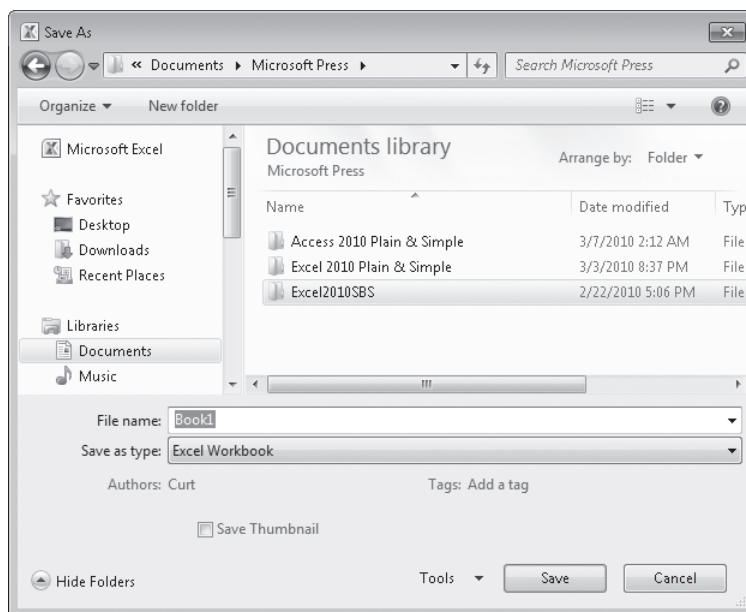 Save As
« Documents ▸ Microsoft Press ▸ Search Microsoft Press
Organize ▾ New folder
Microsoft Excel
Favorites
Desktop
Downloads
Recent Places
Libraries
Documents
Music
Documents library
Microsoft Press
Arrange by: Folder ▾
Name Date modified Typ
Access 2010 Plain & Simple 3/7/2010 2:12 AM File
Excel 2010 Plain & Simple 3/3/2010 8:37 PM File
Excel2010SBS 2/22/2010 5:06 PM File
File name: Book1
Save as type: Excel Workbook
Authors: Curt Tags: Add a tag
Save Thumbnail
Hide Folders Tools ▾ Save Cancel